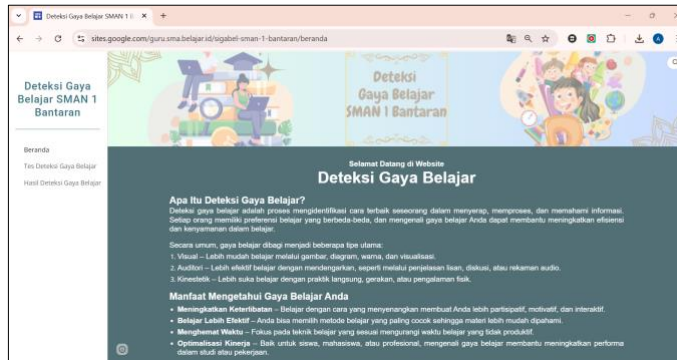 Deteksi Gaya Belajar SMAN 1 B
sites.google.com/guru.sma.belajar.id/sigabel-sman-1-bantaran/beranda
Deteksi Gaya
Belajar SMAN 1
Bantaran
Beranda
Tes Deteksi Gaya Belajar
Hasil Deteksi Gaya Belajar
Deteksi
Gaya Belajar
SMAN 1 Bantaran
Selamat Datang di Website
Deteksi Gaya Belajar
Apa Itu Deteksi Gaya Belajar?
Deteksi gaya belajar adalah proses mengidentifikasi cara terbaik seseorang dalam menyerap, memproses, dan memahami informasi.
Setiap orang memiliki preferensi belajar yang berbeda-beda, dan mengenali gaya belajar Anda dapat membantu meningkatkan efisiensi
dan kenyamanan dalam belajar.
Secara umum, gaya belajar dibagi menjadi beberapa tipe utama:
1. Visual – Lebih mudah belajar melalui gambar, diagram, warna, dan visualisasi.
2. Auditori – Lebih efektif belajar dengan mendengarkan, seperti melalui penjelasan lisan, diskusi, atau rekaman audio.
3. Kinestetik – Lebih suka belajar dengan praktik langsung, gerakan, atau pengalaman fisik.
Manfaat Mengetahui Gaya Belajar Anda
• Meningkatkan Keterlibatan – Belajar dengan cara yang menyenangkan membuat Anda lebih partisipatif, motivatif, dan interaktif.
• Belajar Lebih Efektif – Anda bisa memilih metode belajar yang paling cocok sehingga materi lebih mudah dipahami.
• Menghemat Waktu – Fokus pada teknik belajar yang sesuai mengurangi waktu belajar yang tidak produktif.
• Optimalisasi Kinerja – Baik untuk siswa, mahasiswa, atau profesional, mengenali gaya belajar membantu meningkatkan performa
dalam studi atau pekerjaan.